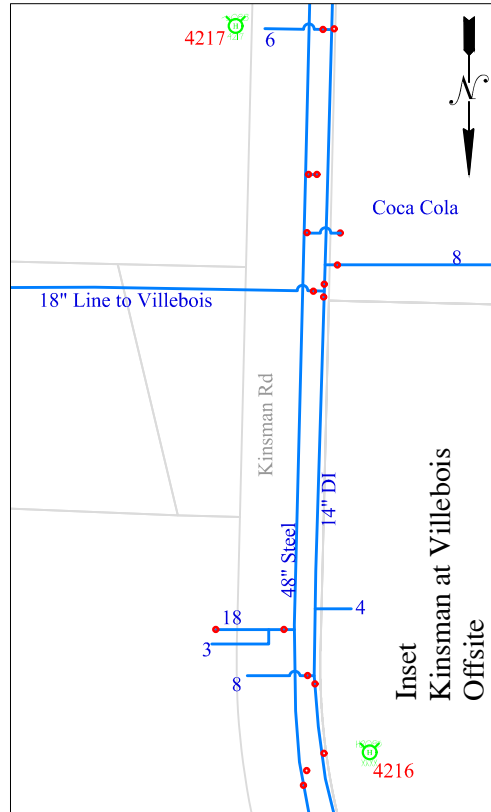 6
4217
N
Coca Cola
8
18" Line to Villebois
Kinsman Rd
14" DI
48" Steel
Inset
Kinsman at Villebois
Offsite
18
4
3
8
4216